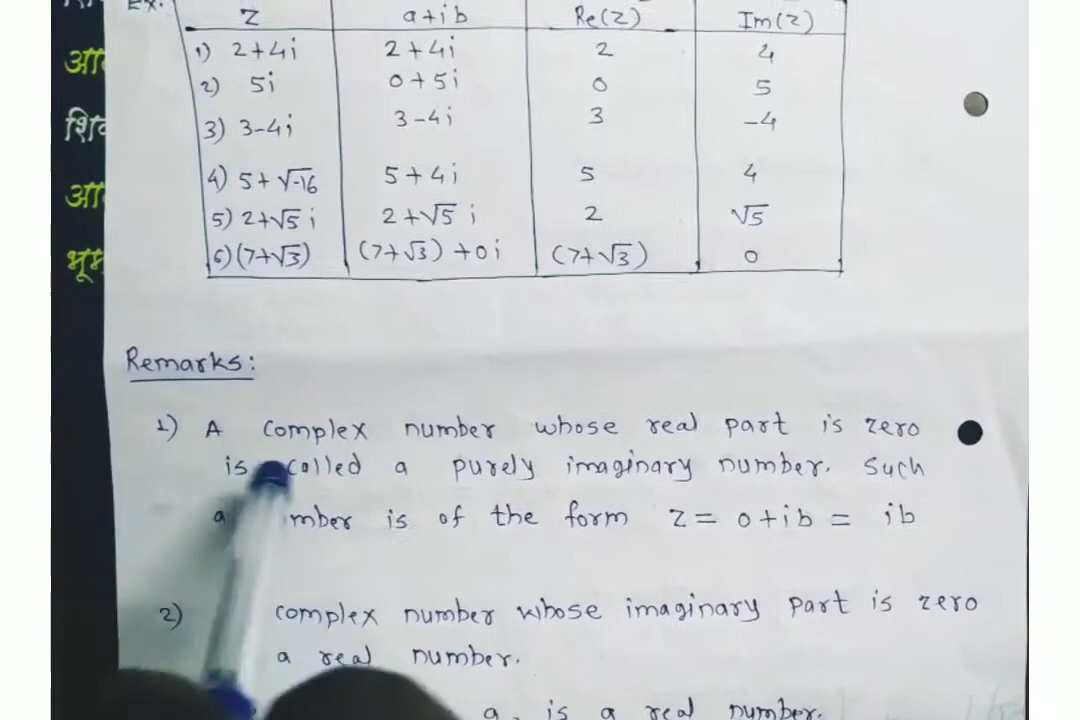 Ex.
Z a+ib Re(z) Im(z)
1) 2+4i 2+4i 2 4
2) 5i 0+5i 0 5
3) 3-4i 3-4i 3 -4
4) 5+√-16 5+4i 5 4
5) 2+√5 i 2+√5 i 2 √5
6) (7+√3) (7+√3)+0i (7+√3) 0
Remarks:
1) A complex number whose real part is zero
is called a purely imaginary number. Such
a mber is of the form z = 0+ib = ib
2) complex number whose imaginary part is zero
a real number.
a, is a real number.